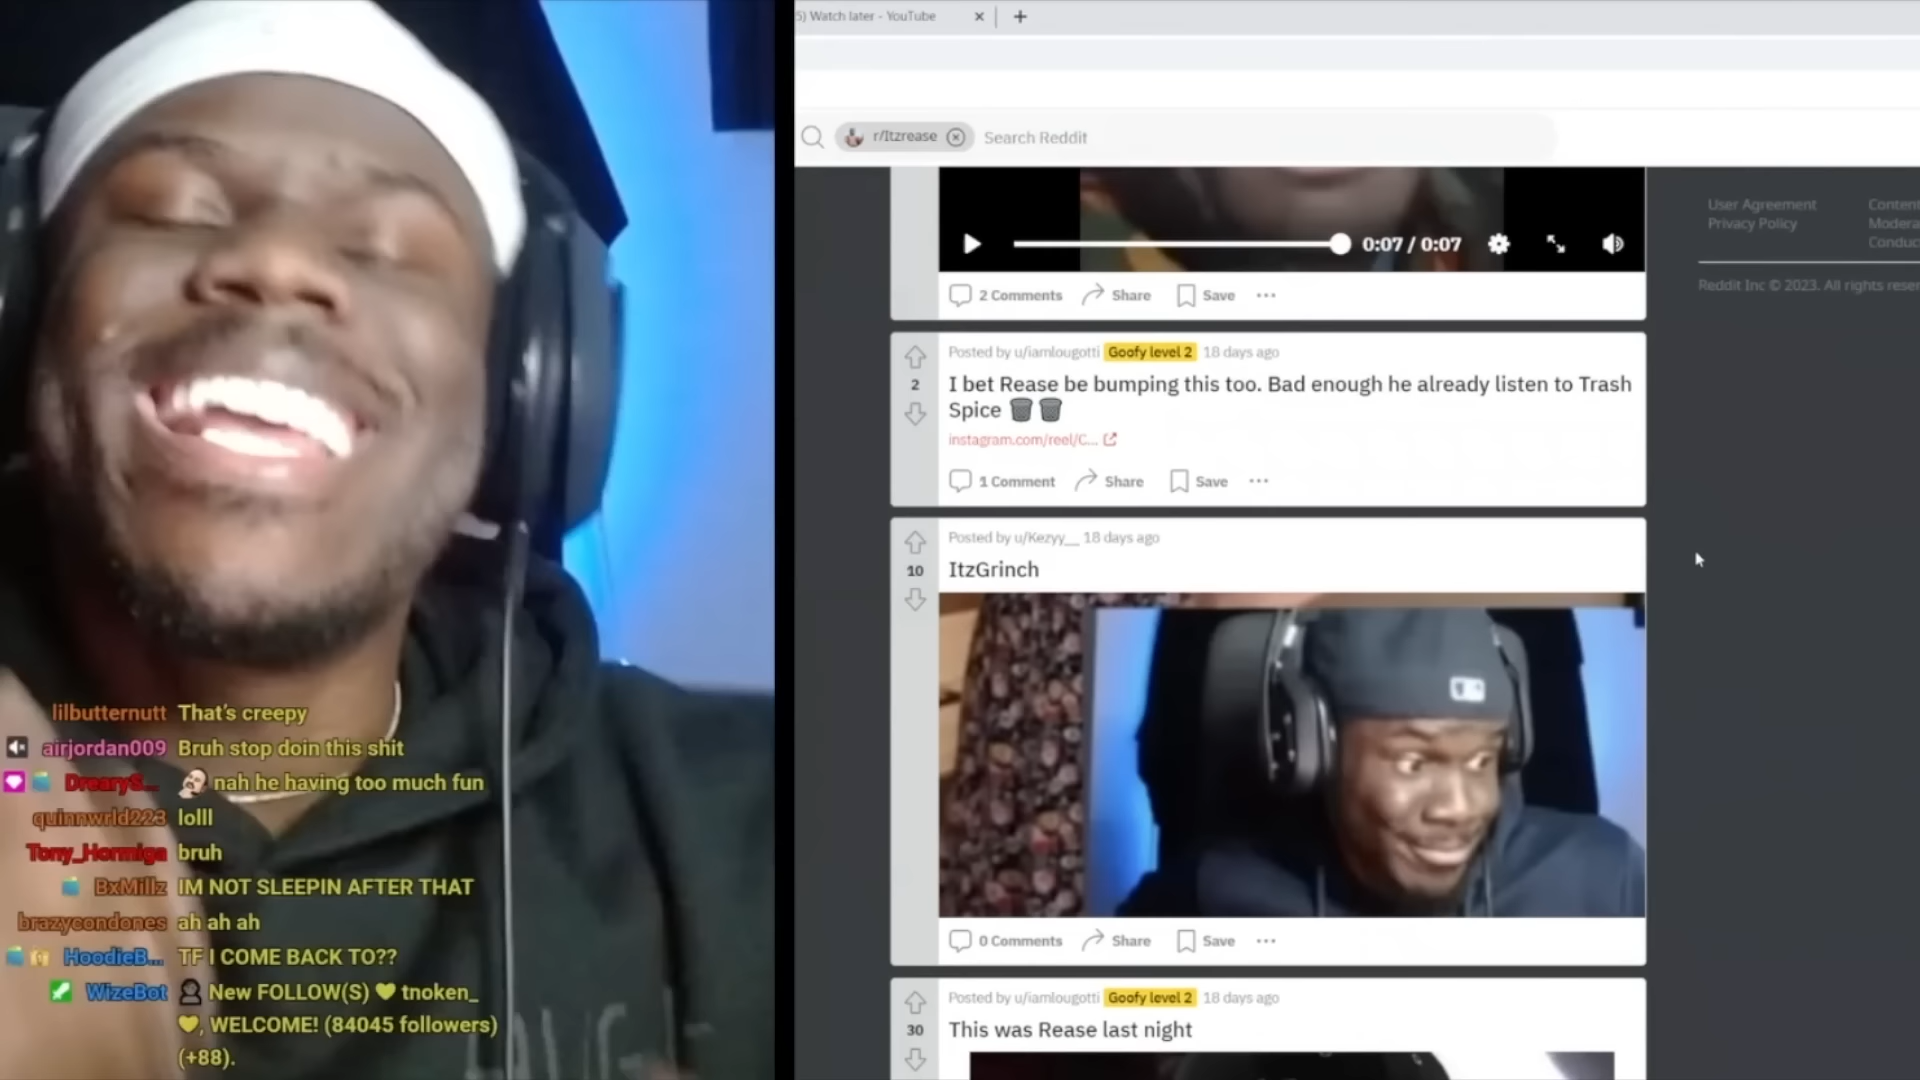 5) Watch later - YouTube
r/Itzrease
Search Reddit
User Agreement
Privacy Policy
Content
Modera
Conduc
0:07 / 0:07
Reddit Inc © 2023. All rights reser
2 Comments Share Save
Posted by u/iamlougotti Goofy level 2 18 days ago
2
I bet Rease be bumping this too. Bad enough he already listen to Trash
Spice 🗑️ 🗑️
instagram.com/reel/C...
1 Comment Share Save
Posted by u/Kezyy__ 18 days ago
10
ItzGrinch
0 Comments Share Save
Posted by u/iamlougotti Goofy level 2 18 days ago
30
This was Rease last night
lilbutternutt That's creepy
airjordan009 Bruh stop doin this shit
DrearyS... nah he having too much fun
quinnwrld223 lolll
Tony_Hormiga bruh
BxMillz IM NOT SLEEPIN AFTER THAT
brazycondones ah ah ah
HoodieB... TF I COME BACK TO??
WizeBot New FOLLOW(S) tnoken_
, WELCOME! (84045 followers)
(+88).